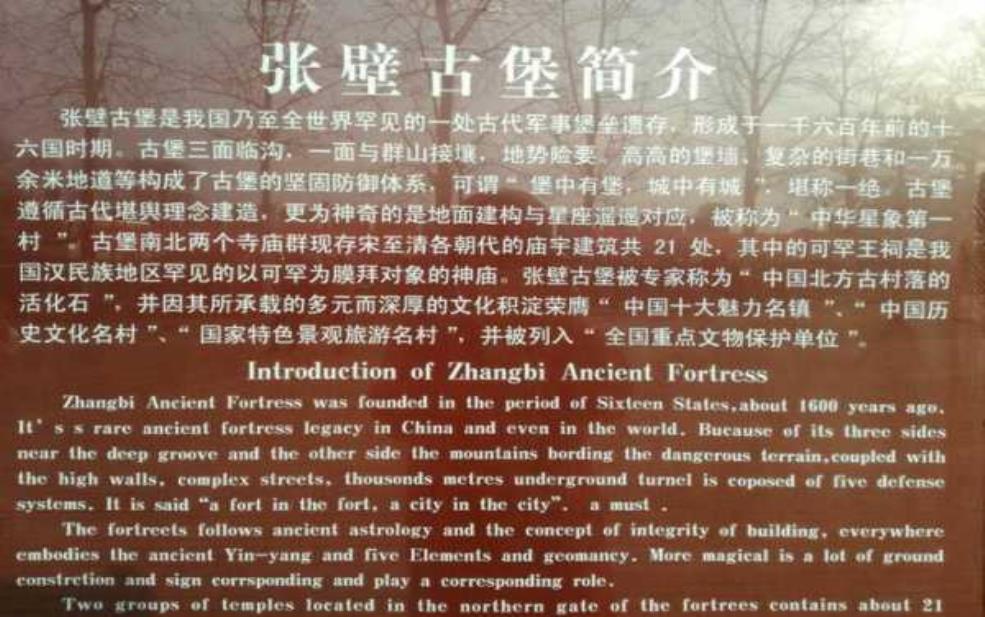 张壁古堡简介
张壁古堡是我国乃至全世界罕见的一处古代军事堡垒遗存，形成于一千六百年前的十
六国时期。古堡三面临沟，一面与群山接壤，地势险要。高高的堡墙、复杂的街巷和一万
余米地道等构成了古堡的坚固防御体系，可谓“堡中有堡，城中有城”，堪称一绝。古堡
遵循古代堪舆理念建造，更为神奇的是地面建构与星座遥遥对应，被称为“中华星象第一
村”。古堡南北两个寺庙群现存宋至清各朝代的庙宇建筑共 21 处，其中的可罕王祠是我
国汉民族地区罕见的以可罕为膜拜对象的神庙。张壁古堡被专家称为“中国北方古村落的
活化石”，并因其所承载的多元而深厚的文化积淀荣膺“中国十大魅力名镇”、“中国历
史文化名村”、“国家特色景观旅游名村”，并被列入“全国重点文物保护单位”。
Introduction of Zhangbi Ancient Fortress
Zhangbi Ancient Fortress was founded in the period of Sixteen States,about 1600 years ago.
It's s rare ancient fortress legacy in China and even in the world. Bucause of its three sides
near the deep groove and the other side the mountains bording the dangerous terrain,coupled with
the high walls, complex streets, thousonds metres underground turnel is coposed of five defense
systems. It is said "a fort in the fort, a city in the city". a must .
The fortreets follows ancient astrology and the concept of integrity of building, everywhere
embodies the ancient Yin-yang and five Elements and geomancy. More magical is a lot of ground
constrction and sign corrsponding and play a corresponding role.
Two groups of temples located in the northern gate of the fortrees contains about 21